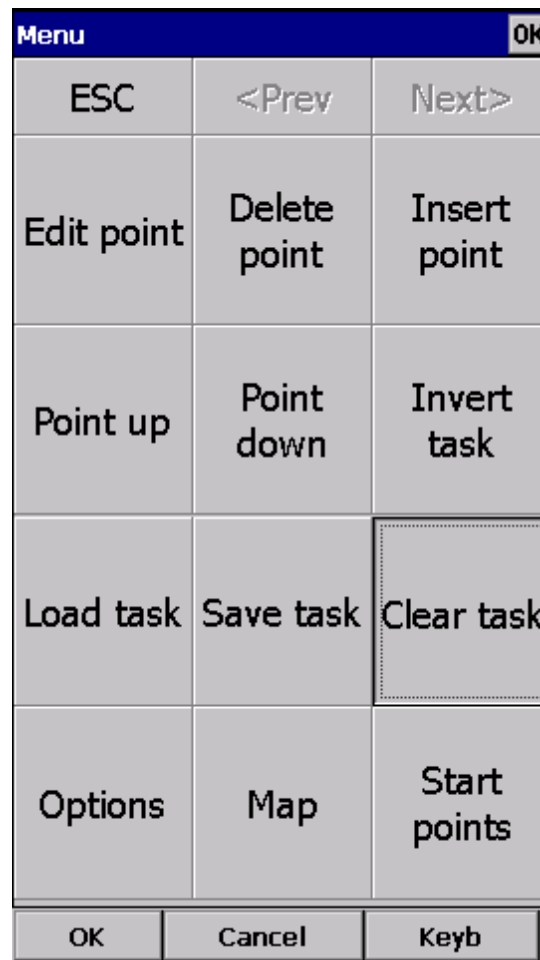 Menu OK
ESC <Prev Next>
Edit point Delete point Insert point
Point up Point down Invert task
Load task Save task Clear task
Options Map Start points
OK Cancel Keyb